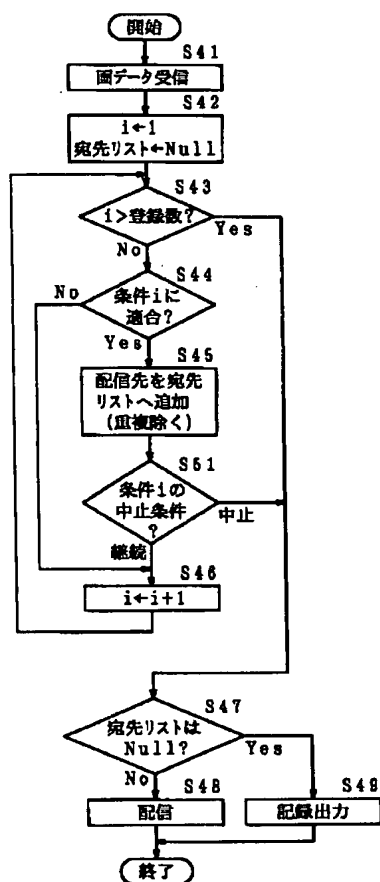 開始
S41
画データ受信
S42
i←1
宛先リスト←Null
S43
i>登録数?
Yes
No
S44
No
条件iに
適合?
Yes
S45
配信先を宛先
リストへ追加
(重複除く)
S51
条件iの
中止条件
?
中止
継続
S46
i←i+1
S47
宛先リストは
Null?
Yes
No
S48
S49
配信
記録出力
終了